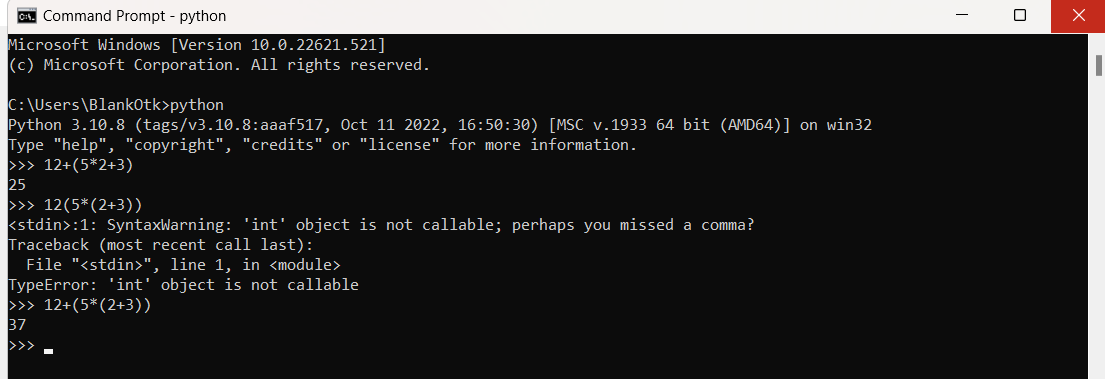 Command Prompt - python
Microsoft Windows [Version 10.0.22621.521]
(c) Microsoft Corporation. All rights reserved.
C:\Users\BlankOtk>python
Python 3.10.8 (tags/v3.10.8:aaaf517, Oct 11 2022, 16:50:30) [MSC v.1933 64 bit (AMD64)] on win32
Type "help", "copyright", "credits" or "license" for more information.
>>> 12+(5*2+3)
25
>>> 12(5*(2+3))
<stdin>:1: SyntaxWarning: 'int' object is not callable; perhaps you missed a comma?
Traceback (most recent call last):
  File "<stdin>", line 1, in <module>
TypeError: 'int' object is not callable
>>> 12+(5*(2+3))
37
>>>